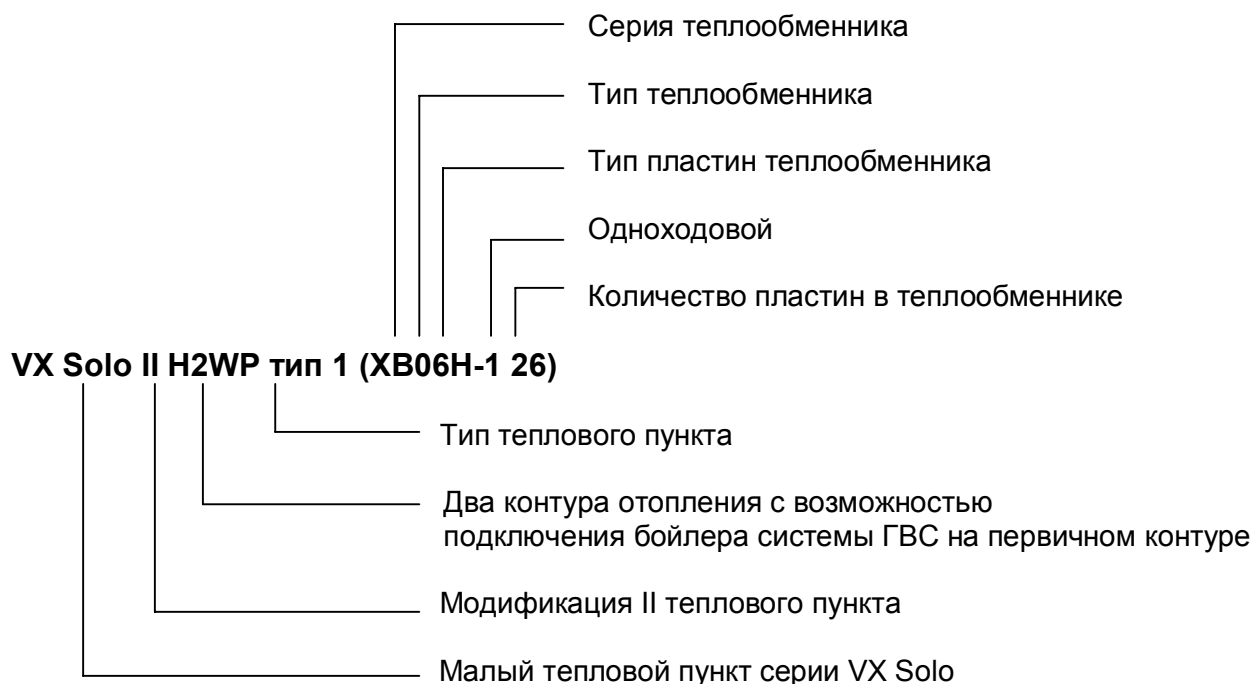 Серия теплообменника
Тип теплообменника
Тип пластин теплообменника
Одноходовой
Количество пластин в теплообменнике
VX Solo II H2WP тип 1 (XB06H-1 26)
Тип теплового пункта
Два контура отопления с возможностью
подключения бойлера системы ГВС на первичном контуре
Модификация II теплового пункта
Малый тепловой пункт серии VX Solo